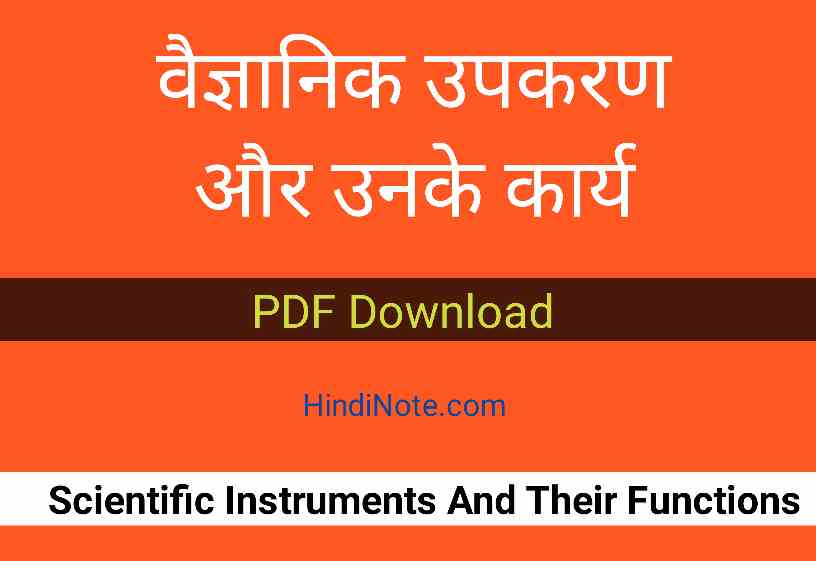 वैज्ञानिक उपकरण
और उनके कार्य
PDF Download
HindiNote.com
Scientific Instruments And Their Functions